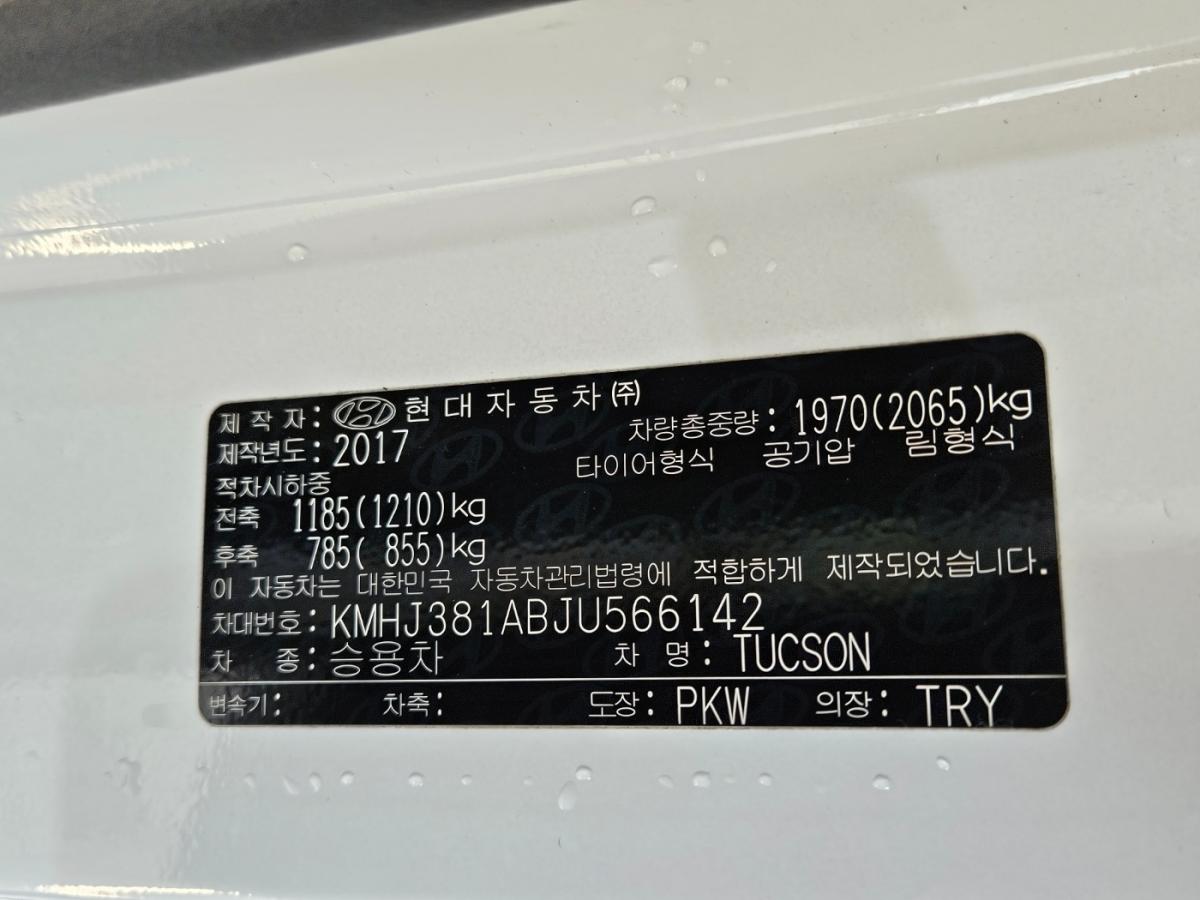 제작자: 현대자동차(주)
제작년도: 2017 차량총중량: 1970(2065)kg
적차시하중 타이어형식 공기압 림형식
전축 1185(1210)kg
후축 785( 855)kg
이 자동차는 대한민국 자동차관리법령에 적합하게 제작되었습니다.
차대번호: KMHJ381ABJU566142
차 종: 승용차 차 명: TUCSON
변속기: 차축: 도장: PKW 의장: TRY